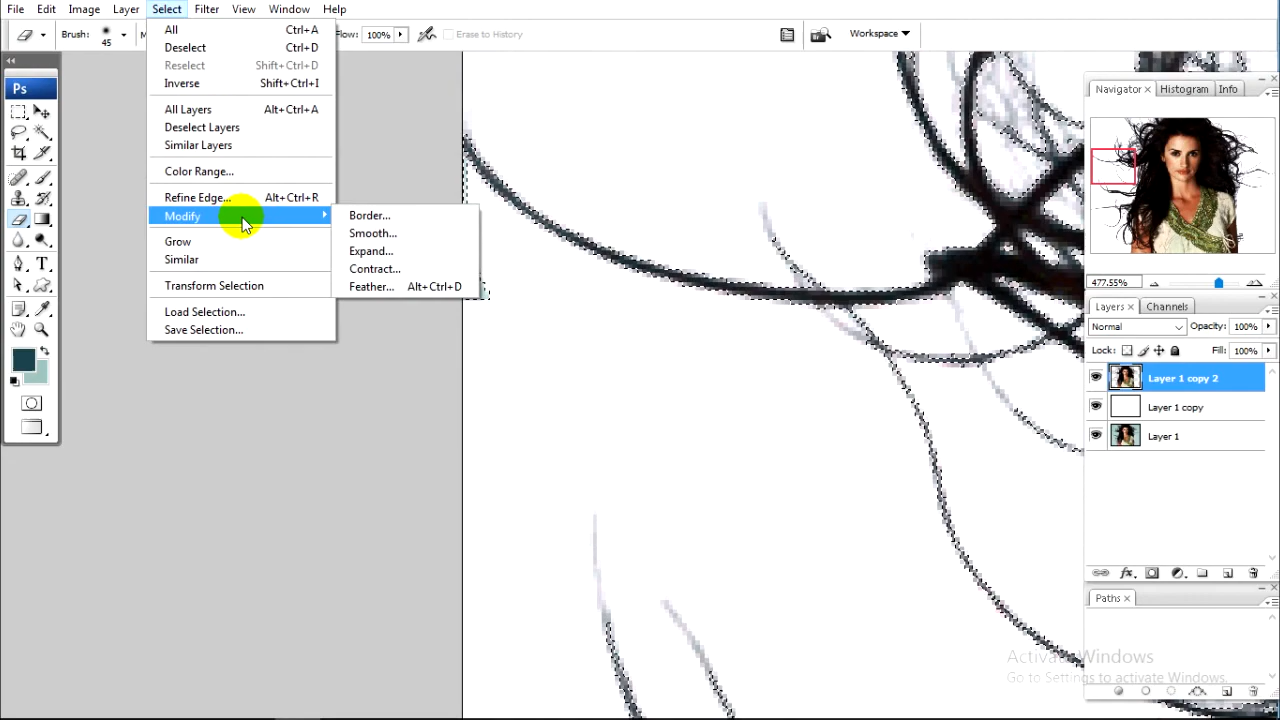 File Edit Image Layer Select Filter View Window Help
Brush: 45 Flow: 100% Erase to History Workspace
All Ctrl+A
Deselect Ctrl+D
Reselect Shift+Ctrl+D
Inverse Shift+Ctrl+I
All Layers Alt+Ctrl+A
Deselect Layers
Similar Layers
Color Range...
Refine Edge... Alt+Ctrl+R
Modify
Grow
Similar
Transform Selection
Load Selection...
Save Selection...
Border...
Smooth...
Expand...
Contract...
Feather... Alt+Ctrl+D
Ps
Navigator × Histogram Info
477.55%
Layers × Channels
Normal Opacity: 100%
Lock: Fill: 100%
Layer 1 copy 2
Layer 1 copy
Layer 1
Paths ×
Activate Windows
Go to Settings to activate Windows.